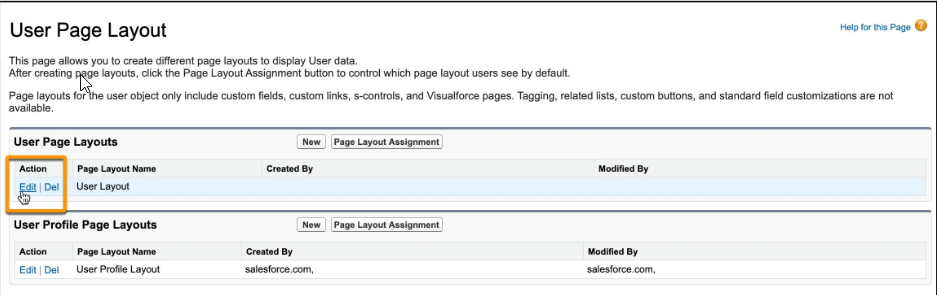 User Page Layout
Help for this Page ?
This page allows you to create different page layouts to display User data.
After creating page layouts, click the Page Layout Assignment button to control which page layout users see by default.
Page layouts for the user object only include custom fields, custom links, s-controls, and Visualforce pages. Tagging, related lists, custom buttons, and standard field customizations are not
available.
User Page Layouts New Page Layout Assignment
Action Page Layout Name Created By Modified By
Edit | Del User Layout
User Profile Page Layouts New Page Layout Assignment
Action Page Layout Name Created By Modified By
Edit | Del User Profile Layout salesforce.com, salesforce.com,